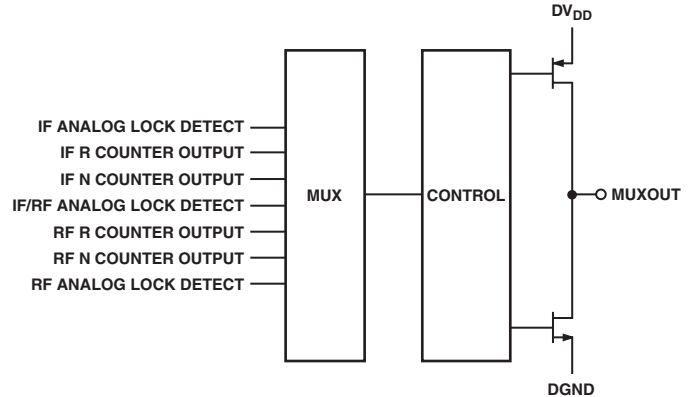 DVDD
IF ANALOG LOCK DETECT
IF R COUNTER OUTPUT
IF N COUNTER OUTPUT
IF/RF ANALOG LOCK DETECT
RF R COUNTER OUTPUT
RF N COUNTER OUTPUT
RF ANALOG LOCK DETECT
MUX
CONTROL
MUXOUT
DGND